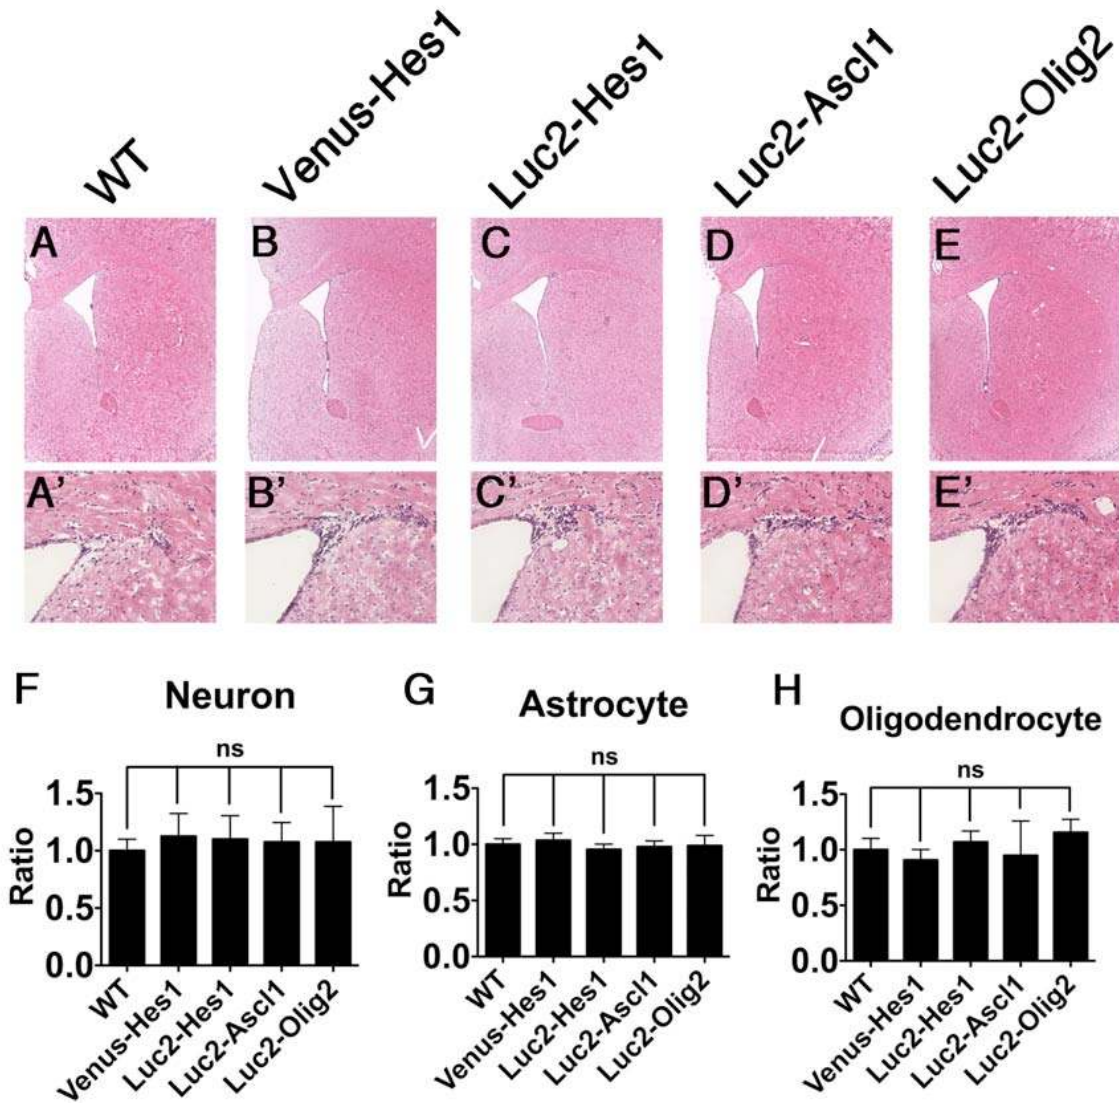 WT
Venus-Hes1
Luc2-Hes1
Luc2-Ascl1
Luc2-Olig2
A
B
C
D
E
A’
B’
C’
D’
E’
F
Neuron
ns
Ratio
1.5
1.0
0.5
0.0
WT
Venus-Hes1
Luc2-Hes1
Luc2-Ascl1
Luc2-Olig2
G
Astrocyte
ns
Ratio
1.5
1.0
0.5
0.0
WT
Venus-Hes1
Luc2-Hes1
Luc2-Ascl1
Luc2-Olig2
H
Oligodendrocyte
ns
Ratio
1.5
1.0
0.5
0.0
WT
Venus-Hes1
Luc2-Hes1
Luc2-Ascl1
Luc2-Olig2